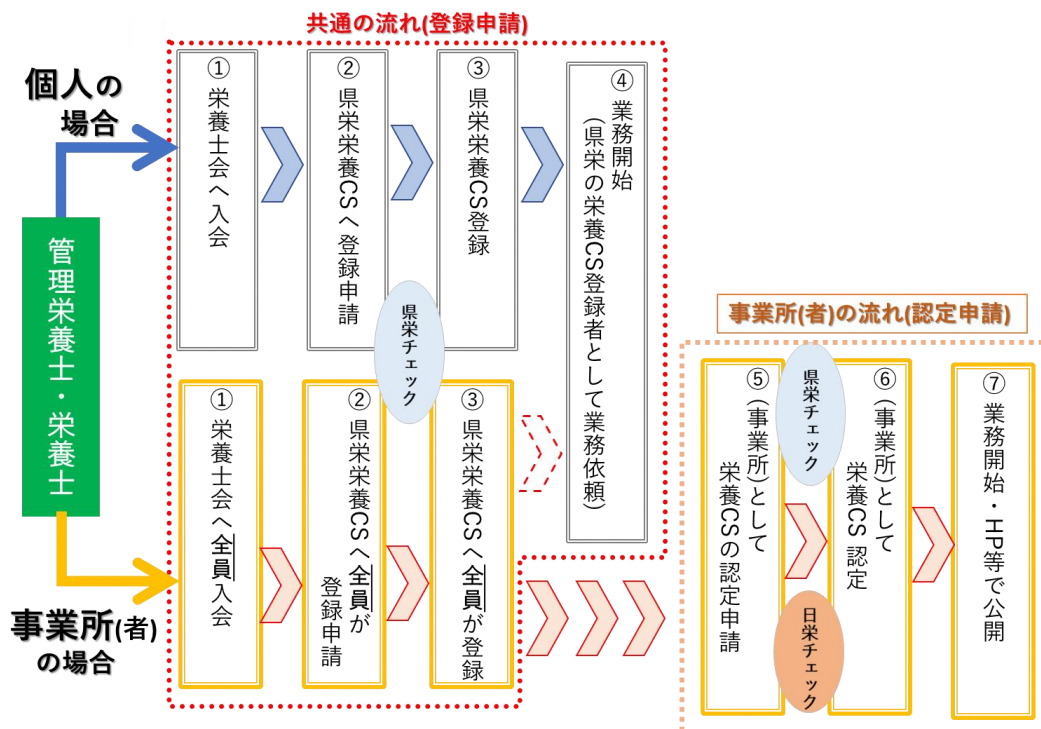 共通の流れ(登録申請)
個人の
場合
管理栄養士・栄養士
事業所(者)
の場合
① 栄養士会へ入会
② 県栄栄養CSへ登録申請
③ 県栄栄養CS登録
④ 業務開始
(県栄の栄養CS登録者として業務依頼)
県栄チェック
① 栄養士会へ全員入会
② 県栄栄養CSへ全員が
登録申請
③ 県栄栄養CSへ全員が登録
事業所(者)の流れ(認定申請)
⑤ (事業所)として
栄養CSの認定申請
県栄チェック
日栄チェック
⑥ (事業所)として
栄養CS 認定
⑦ 業務開始・HP等で公開